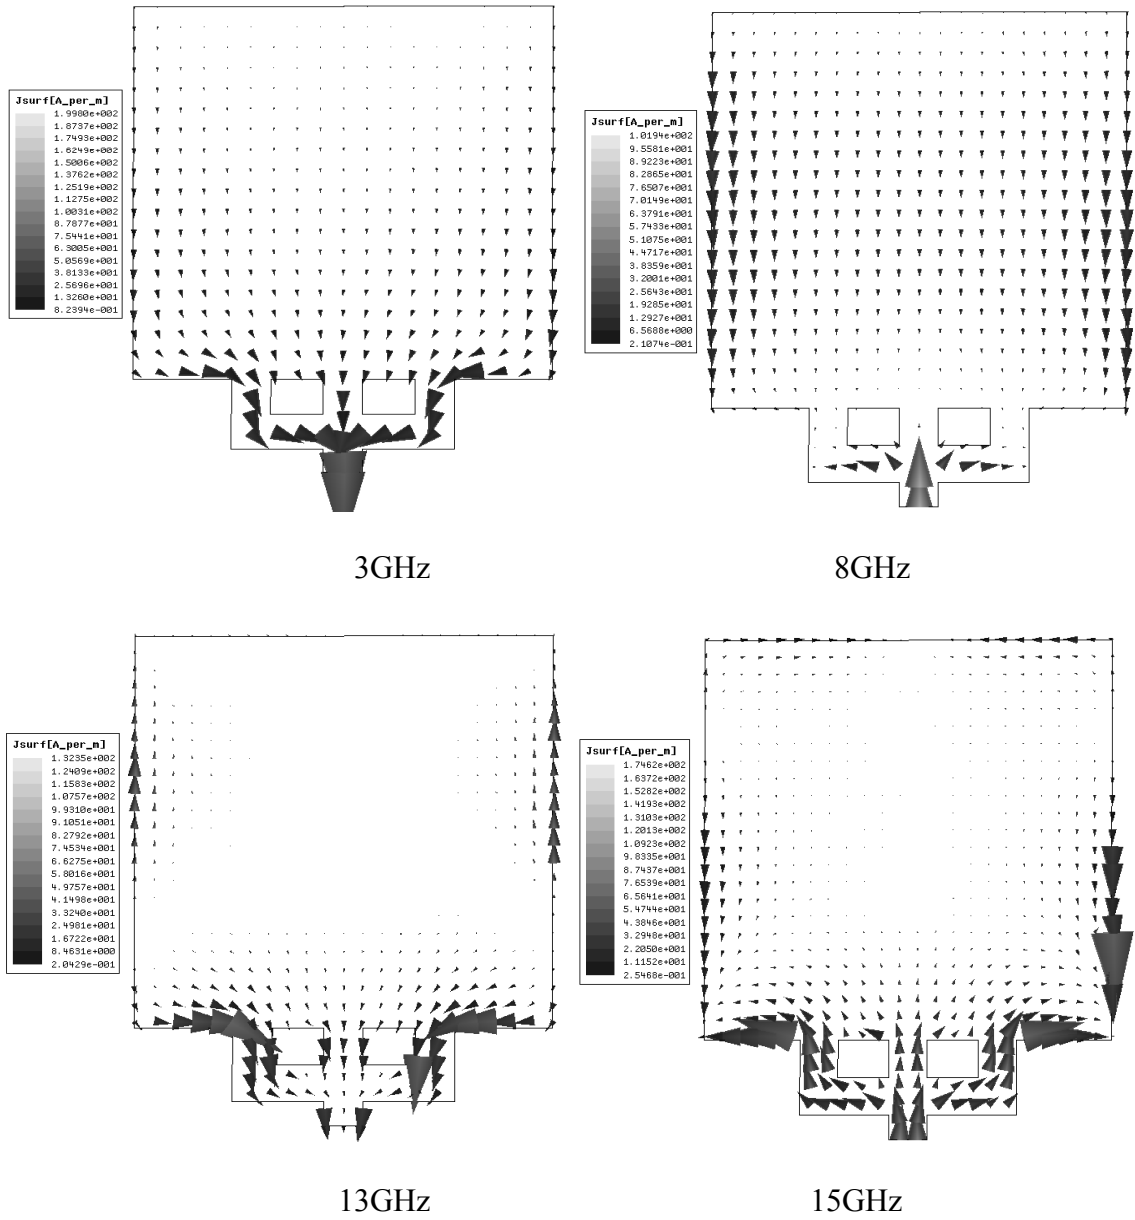 Jsurf[A_per_m]
1.9980e+002
1.8737e+002
1.7493e+002
1.6249e+002
1.5006e+002
1.3762e+002
1.2519e+002
1.1275e+002
1.0031e+002
8.7877e+001
7.5441e+001
6.3005e+001
5.0569e+001
3.8133e+001
2.5696e+001
1.3260e+001
8.2394e-001
Jsurf[A_per_m]
1.0194e+002
9.5581e+001
8.9223e+001
8.2865e+001
7.6507e+001
7.0149e+001
6.3791e+001
5.7433e+001
5.1075e+001
4.4717e+001
3.8359e+001
3.2001e+001
2.5643e+001
1.9285e+001
1.2927e+001
6.5688e+000
2.1074e-001
3GHz
8GHz
Jsurf[A_per_m]
1.3235e+002
1.2409e+002
1.1583e+002
1.0757e+002
9.9310e+001
9.1051e+001
8.2792e+001
7.4534e+001
6.6275e+001
5.8016e+001
4.9757e+001
4.1498e+001
3.3240e+001
2.4981e+001
1.6722e+001
8.4631e+000
2.0429e-001
Jsurf[A_per_m]
1.7462e+002
1.6372e+002
1.5282e+002
1.4193e+002
1.3103e+002
1.2013e+002
1.0923e+002
9.8335e+001
8.7437e+001
7.6539e+001
6.5641e+001
5.4744e+001
4.3846e+001
3.2948e+001
2.2050e+001
1.1152e+001
2.5468e-001
13GHz
15GHz